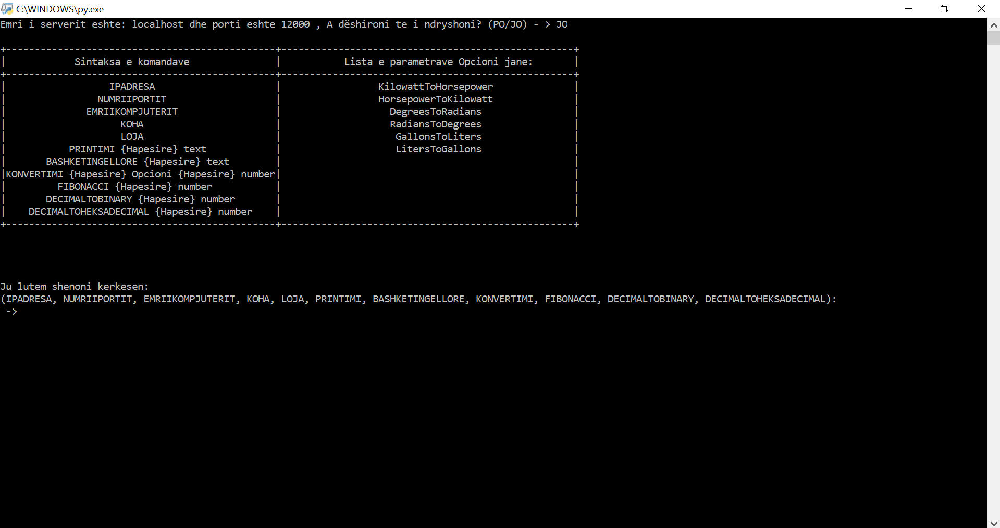 C:\WINDOWS\py.exe
Emri i serverit eshte: localhost dhe porti eshte 12000 , A dëshironi te i ndryshoni? (PO/JO) - > JO
+-----------------------------------------------+---------------------------------------------------+
| Sintaksa e komandave | Lista e parametrave Opcioni jane: |
+-----------------------------------------------+---------------------------------------------------+
| IPADRESA | KilowattToHorsepower |
| NUMRIIPORTIT | HorsepowerToKilowatt |
| EMRIIKOMPJUTERIT | DegreesToRadians |
| KOHA | RadiansToDegrees |
| LOJA | GallonsToLiters |
| PRINTIMI {Hapesire} text | LitersToGallons |
| BASHKETINGELLORE {Hapesire} text | |
|KONVERTIMI {Hapesire} Opcioni {Hapesire} number| |
| FIBONACCI {Hapesire} number | |
| DECIMALTOBINARY {Hapesire} number | |
| DECIMALTOHEKSADECIMAL {Hapesire} number | |
+-----------------------------------------------+---------------------------------------------------+
Ju lutem shenoni kerkesen:
(IPADRESA, NUMRIIPORTIT, EMRIIKOMPJUTERIT, KOHA, LOJA, PRINTIMI, BASHKETINGELLORE, KONVERTIMI, FIBONACCI, DECIMALTOBINARY, DECIMALTOHEKSADECIMAL):
->